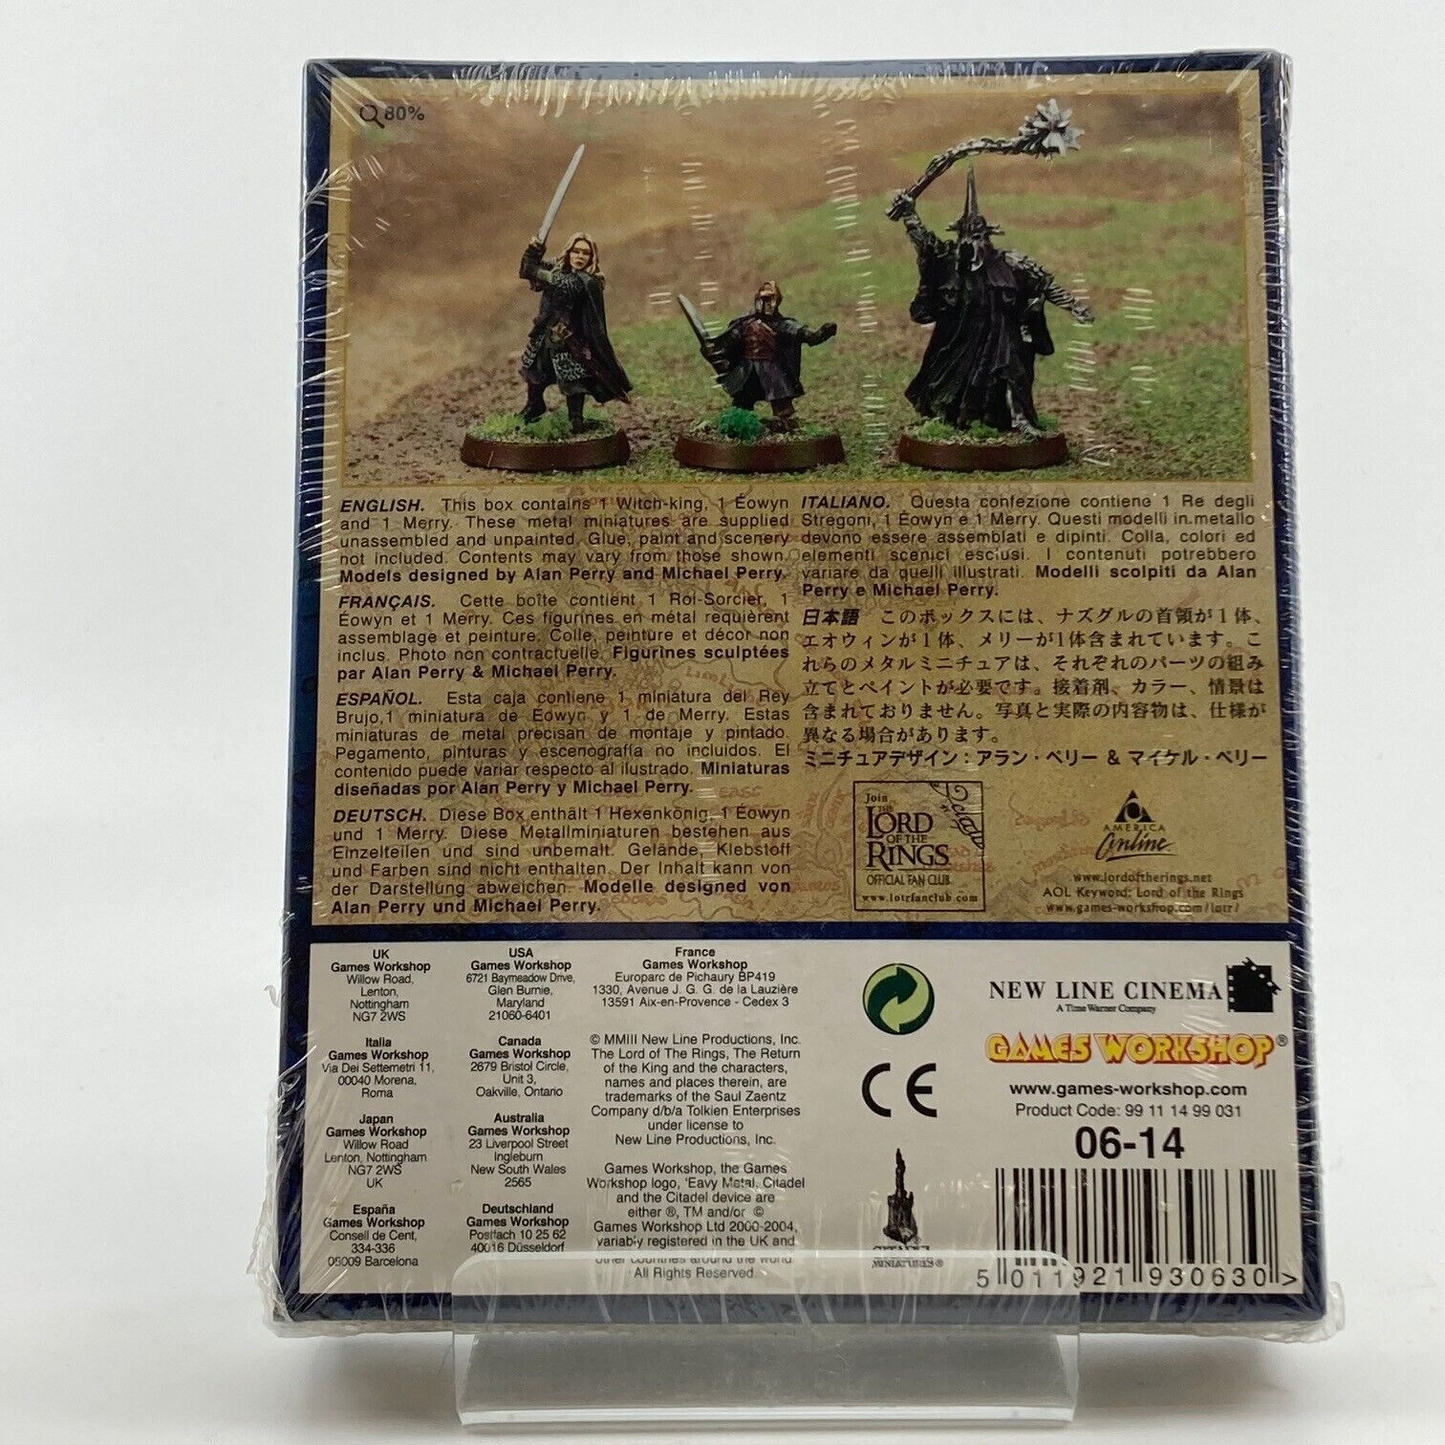 80%
ENGLISH. This box contains 1 Witch-king, 1 Éowyn
and 1 Merry. These metal miniatures are supplied
unassembled and unpainted. Glue, paint and scenery
not included. Contents may vary from those shown.
Models designed by Alan Perry and Michael Perry.
FRANÇAIS. Cette boîte contient 1 Roi-Sorcier, 1
Éowyn et 1 Merry. Ces figurines en métal requièrent
assemblage et peinture. Colle, peinture et décor non
inclus. Photo non contractuelle. Figurines sculptées
par Alan Perry & Michael Perry.
ESPAÑOL. Esta caja contiene 1 miniatura del Rey
Brujo,1 miniatura de Eowyn y 1 de Merry. Estas
miniaturas de metal precisan de montaje y pintado.
Pegamento, pinturas y escenografía no incluidos. El
contenido puede variar respecto al ilustrado. Miniaturas
diseñadas por Alan Perry y Michael Perry.
DEUTSCH. Diese Box enthält 1 Hexenkönig, 1 Éowyn
und 1 Merry. Diese Metallminiaturen bestehen aus
Einzelteilen und sind unbemalt. Gelände, Klebstoff
und Farben sind nicht enthalten. Der Inhalt kann von
der Darstellung abweichen. Modelle designed von
Alan Perry und Michael Perry.
ITALIANO. Questa confezione contiene 1 Re degli
Stregoni, 1 Éowyn e 1 Merry. Questi modelli in metallo
devono essere assemblati e dipinti. Colla, colori ed
elementi scenici esclusi. I contenuti potrebbero
variare da quelli illustrati. Modelli scolpiti da Alan
Perry e Michael Perry.
日本語 このボックスには、ナズグルの首領が1体、
エオウィンが1体、メリーが1体含まれています。こ
れらのメタルミニチュアは、それぞれのパーツの組み
立てとペイントが必要です。接着剤、カラー、情景は
含まれておりません。写真と実際の内容物は、仕様が
異なる場合があります。
ミニチュアデザイン：アラン・ペリー & マイケル・ペリー
Join
THE
LORD
OF THE
RINGS
OFFICIAL FAN CLUB
www.lotrfanclub.com
AMERICA
Online
www.lordoftherings.net
AOL Keyword: Lord of the Rings
www.games-workshop.com/lotr/
UK
Games Workshop
Willow Road,
Lenton,
Nottingham
NG7 2WS
Italia
Games Workshop
Via Dei Settemetri 11,
00040 Morena,
Roma
Japan
Games Workshop
Willow Road
Lenton, Nottingham
NG7 2WS
UK
España
Games Workshop
Consell de Cent,
334-336
08009 Barcelona
USA
Games Workshop
6721 Baymeadow Drive,
Glen Burnie,
Maryland
21060-6401
Canada
Games Workshop
2679 Bristol Circle,
Unit 3,
Oakville, Ontario
Australia
Games Workshop
23 Liverpool Street
Ingleburn
New South Wales
2565
Deutschland
Games Workshop
Postfach 10 25 62
40016 Düsseldorf
France
Games Workshop
Europarc de Pichaury BP419
1330, Avenue J. G. G. de la Lauzière
13591 Aix-en-Provence - Cedex 3
© MMIII New Line Productions, Inc.
The Lord of The Rings, The Return
of the King and the characters,
names and places therein, are
trademarks of the Saul Zaentz
Company d/b/a Tolkien Enterprises
under license to
New Line Productions, Inc.
Games Workshop, the Games
Workshop logo, 'Eavy Metal, Citadel
and the Citadel device are
either ®, TM and/or ©
Games Workshop Ltd 2000-2004,
variably registered in the UK and
other countries around the world.
All Rights Reserved.
CE
CITADEL
MINIATURES®
NEW LINE CINEMA
A Time Warner Company
GAMES WORKSHOP®
www.games-workshop.com
Product Code: 99 11 14 99 031
06-14
5 011921 930630 >